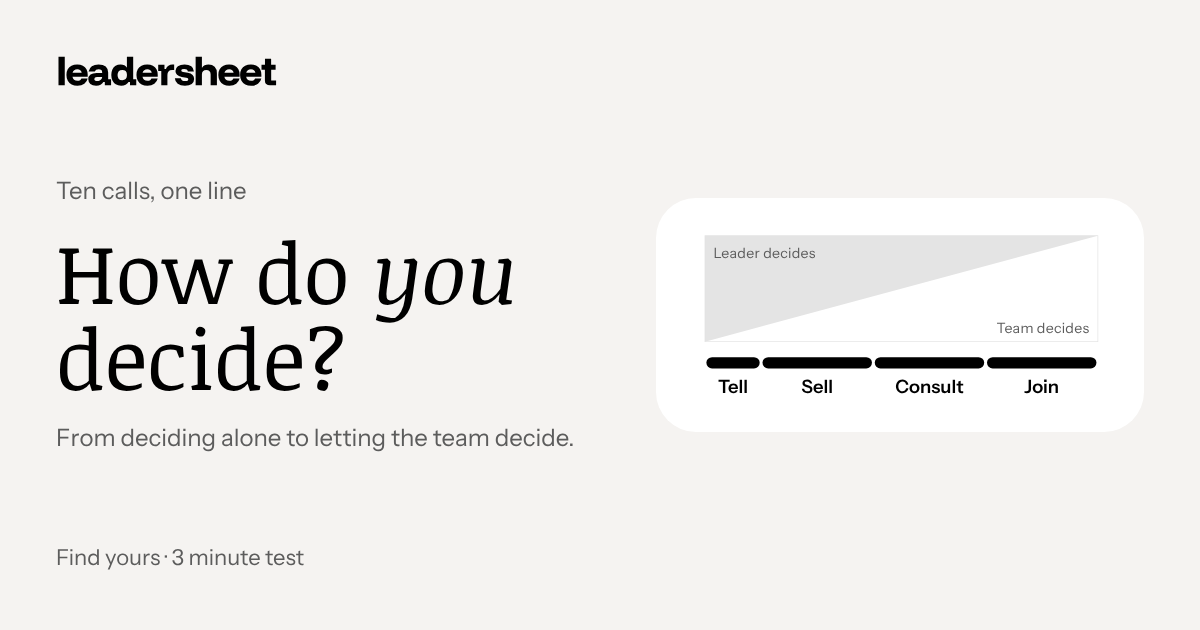 leadersheet
Ten calls, one line
How do you
decide?
From deciding alone to letting the team decide.
Find yours · 3 minute test
Leader decides
Team decides
Tell
Sell
Consult
Join